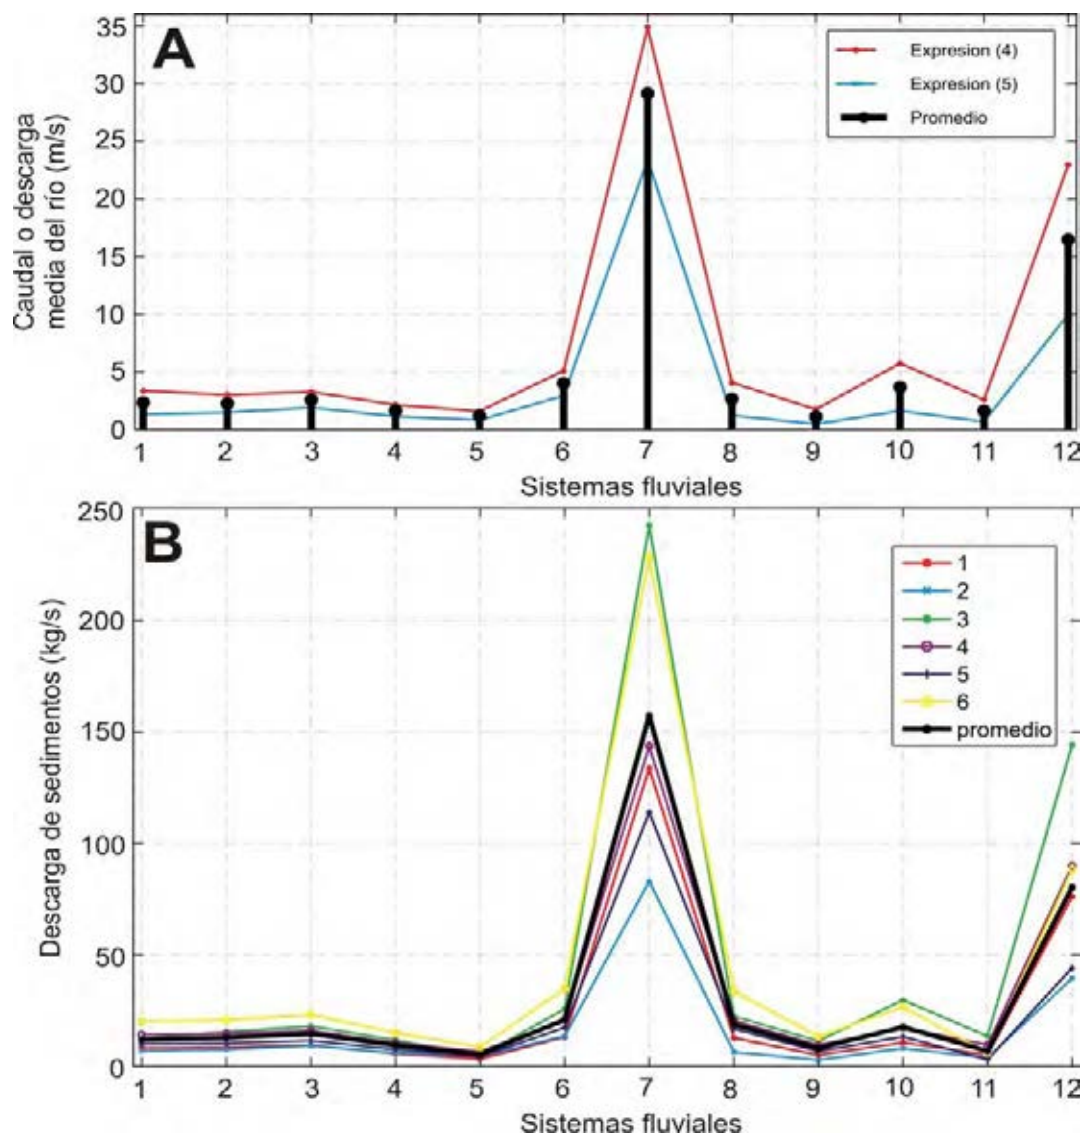 A
35
30
25
20
15
10
5
0
Caudal o descarga
media del río (m/s)
Expresion (4)
Expresion (5)
Promedio
1 2 3 4 5 6 7 8 9 10 11 12
Sistemas fluviales
B
250
200
150
100
50
0
Descarga de sedimentos (kg/s)
1
2
3
4
5
6
promedio
1 2 3 4 5 6 7 8 9 10 11 12
Sistemas fluviales